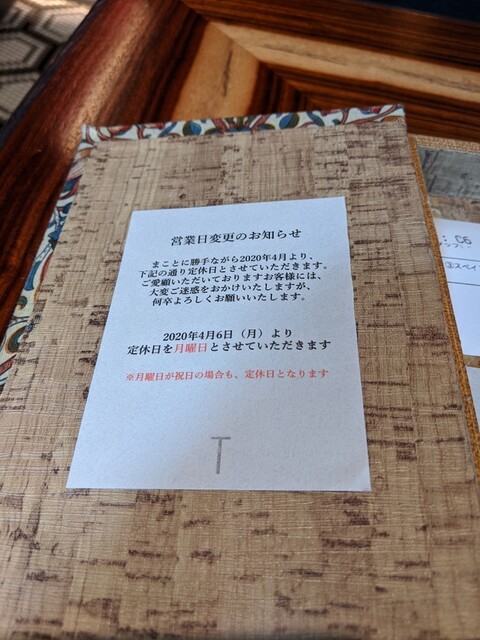 営業日変更のお知らせ
まことに勝手ながら2020年4月より、
下記の通り定休日とさせていただきます。
ご愛顧いただいておりますお客様には、
大変ご迷惑をおかけいたしますが、
何卒よろしくお願いいたします。
2020年4月6日（月）より
定休日を月曜日とさせていただきます
※月曜日が祝日の場合も、定休日となります
T